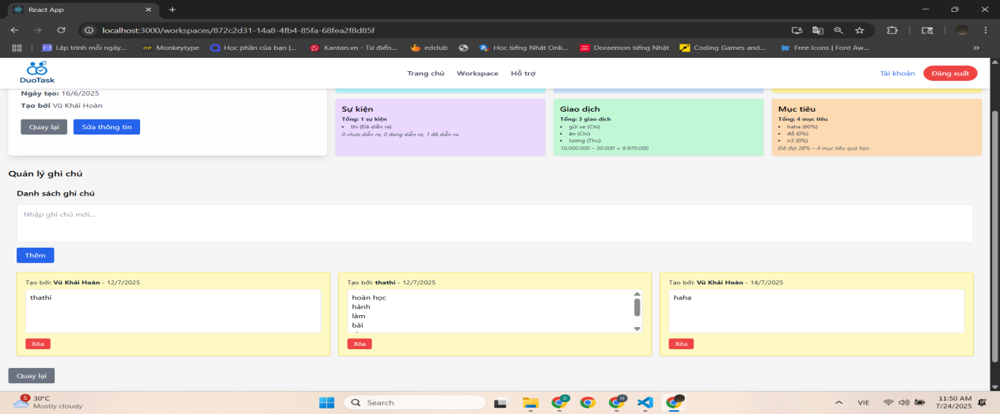 React App
localhost:3000/workspaces/872c2d31-14a8-4fb4-85fa-68fea2f8d85f
Lập trình mỗi ngày...
mt Monkeytype
Học phần của bạn |...
Kantan.vn - Từ điển...
edclub
Học tiếng Nhật Onli...
Doraemon tiếng Nhật
Coding Games and...
Free Icons | Font Aw...
DuoTask
Trang chủ Workspace Hỗ trợ
Tài khoản Đăng xuất
Ngày tạo: 16/6/2025
Tạo bởi Vũ Khải Hoàn
Quay lại Sửa thông tin
Sự kiện
Tổng: 1 sự kiện
• thi (Đã diễn ra)
0 chưa diễn ra, 0 đang diễn ra, 1 đã diễn ra
Giao dịch
Tổng: 3 giao dịch
• gửi xe (Chi)
• ăn (Chi)
• lương (Thu)
10.000.000 − 30.000 = 9.970.000
Mục tiêu
Tổng: 4 mục tiêu
• haha (60%)
• đỗ (0%)
• n3 (0%)
Đã đạt 28% − 4 mục tiêu quá hạn
Quản lý ghi chú
Danh sách ghi chú
Nhập ghi chú mới...
Thêm
Tạo bởi: Vũ Khải Hoàn - 12/7/2025
thathi
Xóa
Tạo bởi: thathi - 12/7/2025
hoàn học
hành
làm
bài
Xóa
Tạo bởi: Vũ Khải Hoàn - 14/7/2025
haha
Xóa
Quay lại
5
30°C
Mostly cloudy
Search
D
H
VIE
11:50 AM
7/24/2025